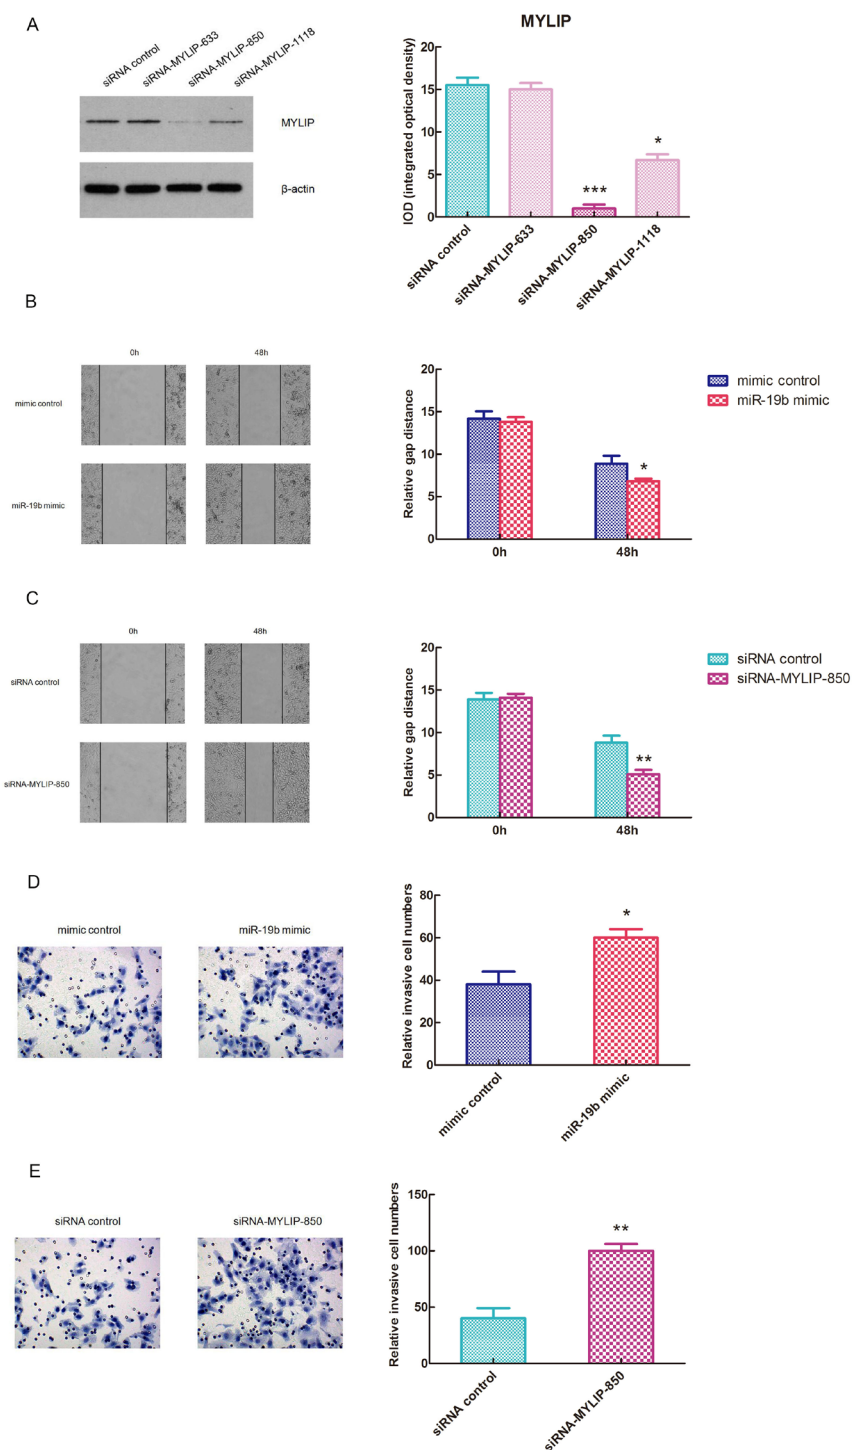 A
siRNA control
siRNA-MYLIP-633
siRNA-MYLIP-850
siRNA-MYLIP-1118
MYLIP
β-actin
MYLIP
IOD (integrated optical density)
20
15
10
5
0
***
*
siRNA control
siRNA-MYLIP-633
siRNA-MYLIP-850
siRNA-MYLIP-1118
B
0h
48h
mimic control
miR-19b mimic
Relative gap distance
20
15
10
5
0
*
0h
48h
mimic control
miR-19b mimic
C
0h
48h
siRNA control
siRNA-MYLIP-850
Relative gap distance
20
15
10
5
0
**
0h
48h
siRNA control
siRNA-MYLIP-850
D
mimic control
miR-19b mimic
Relative invasive cell numbers
80
60
40
20
0
*
mimic control
miR-19b mimic
E
siRNA control
siRNA-MYLIP-850
Relative invasive cell numbers
150
100
50
0
**
siRNA control
siRNA-MYLIP-850